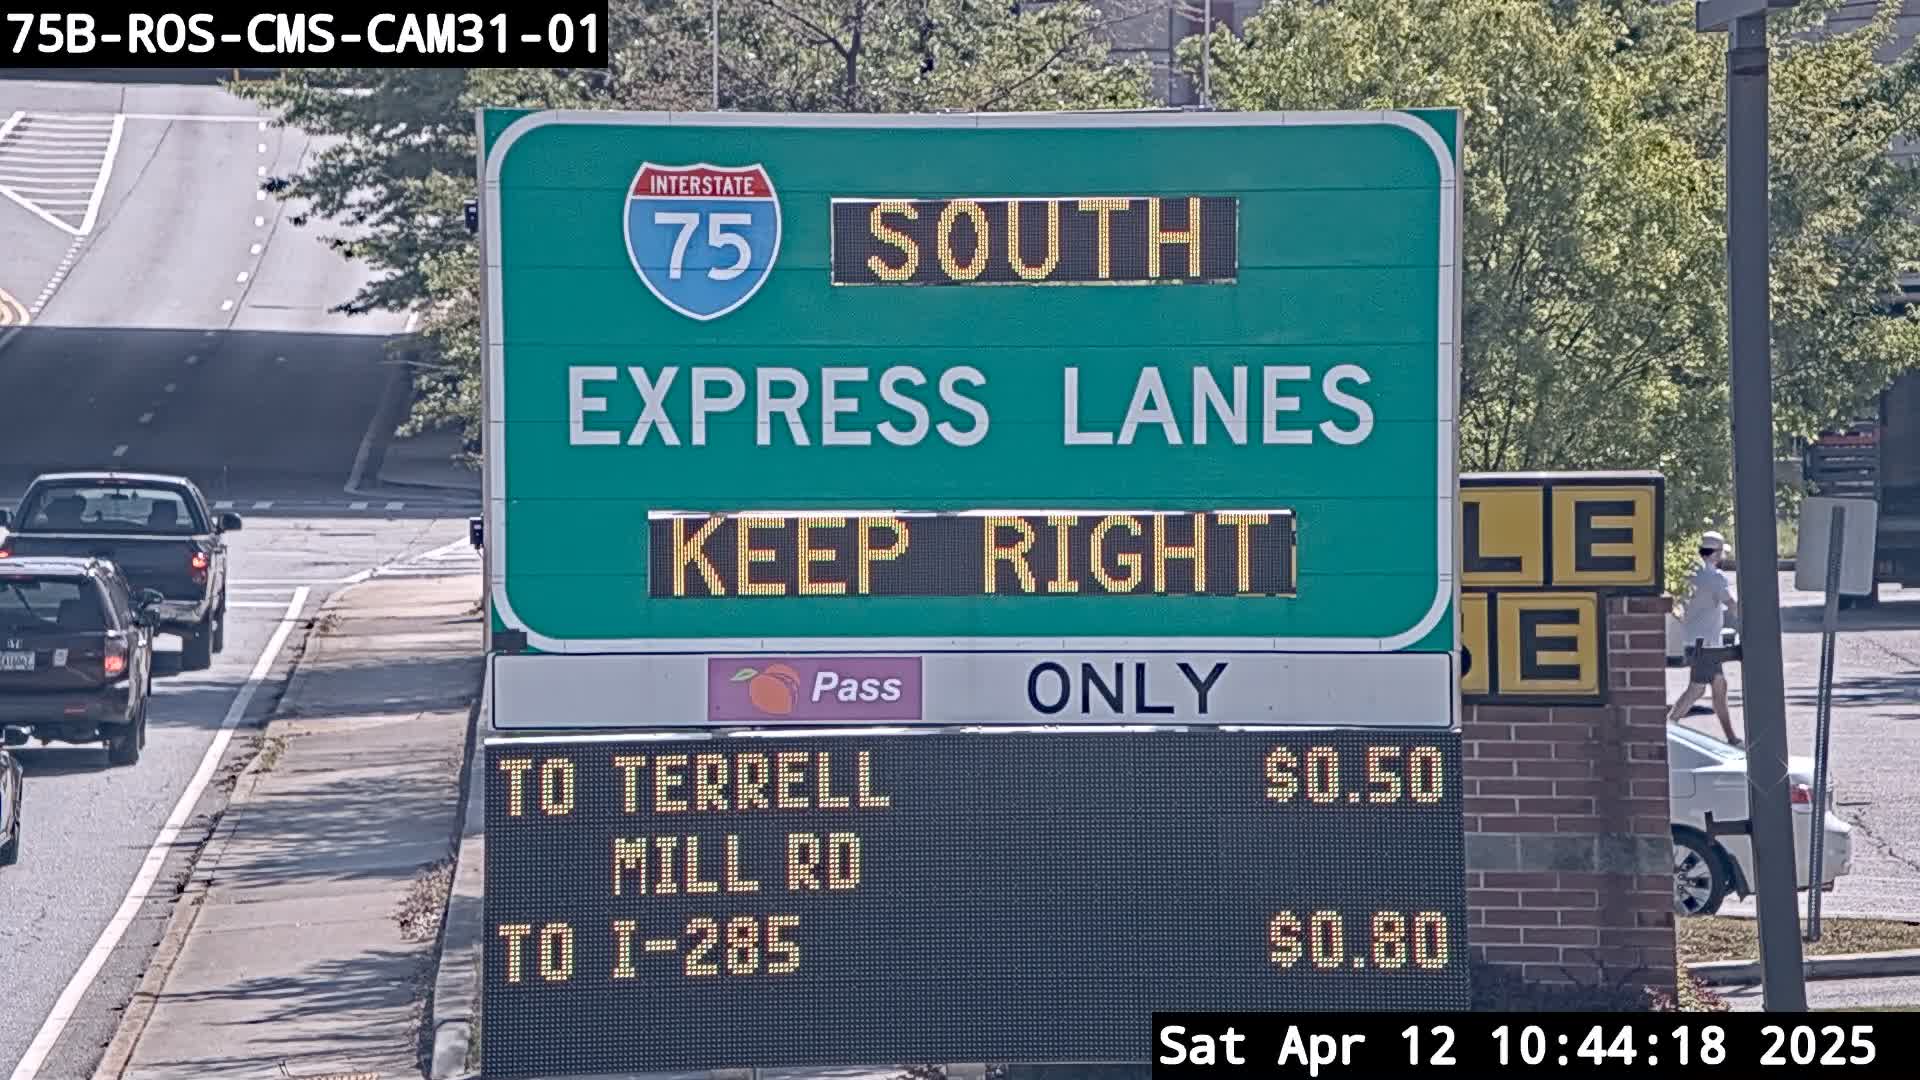 75B-ROS-CMS-CAM31-01
INTERSTATE
75
SOUTH
EXPRESS LANES
KEEP RIGHT
Pass ONLY
TO TERRELL $0.50
MILL RD
TO I-285 $0.80
LE
E
Sat Apr 12 10:44:18 2025